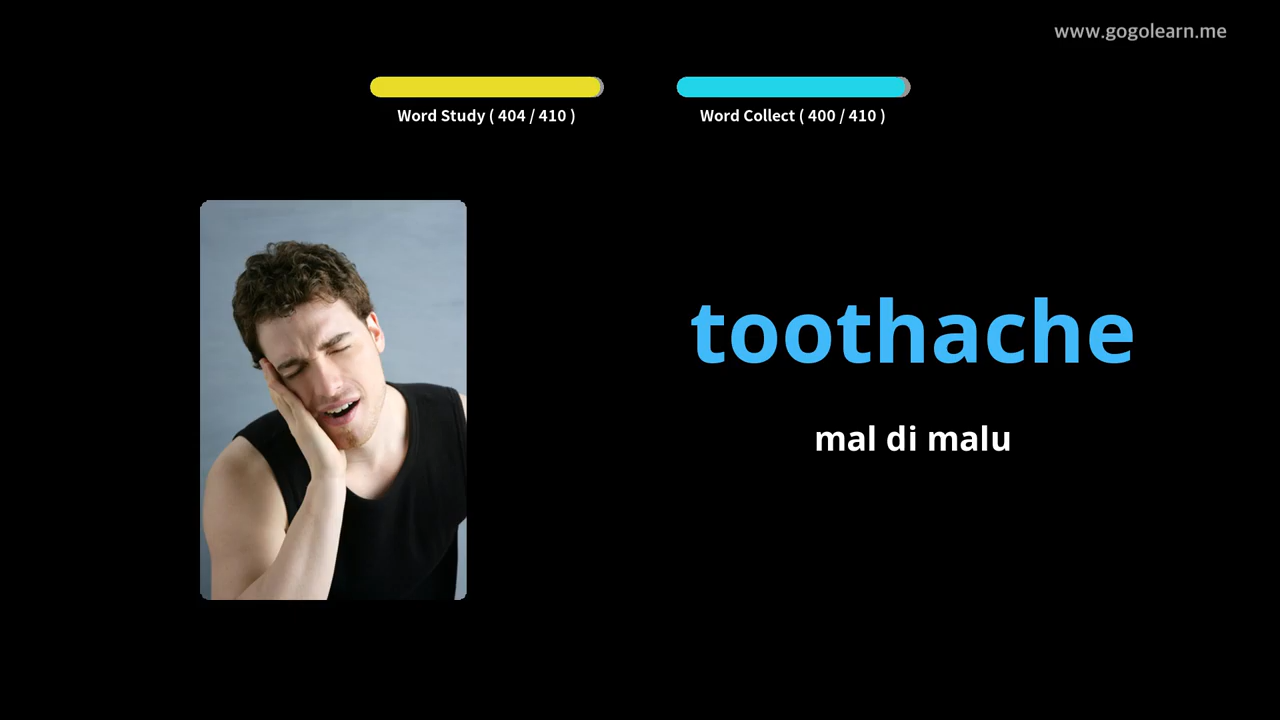 www.gogolearn.me
Word Study ( 404 / 410 )
Word Collect ( 400 / 410 )
toothache
mal di malu